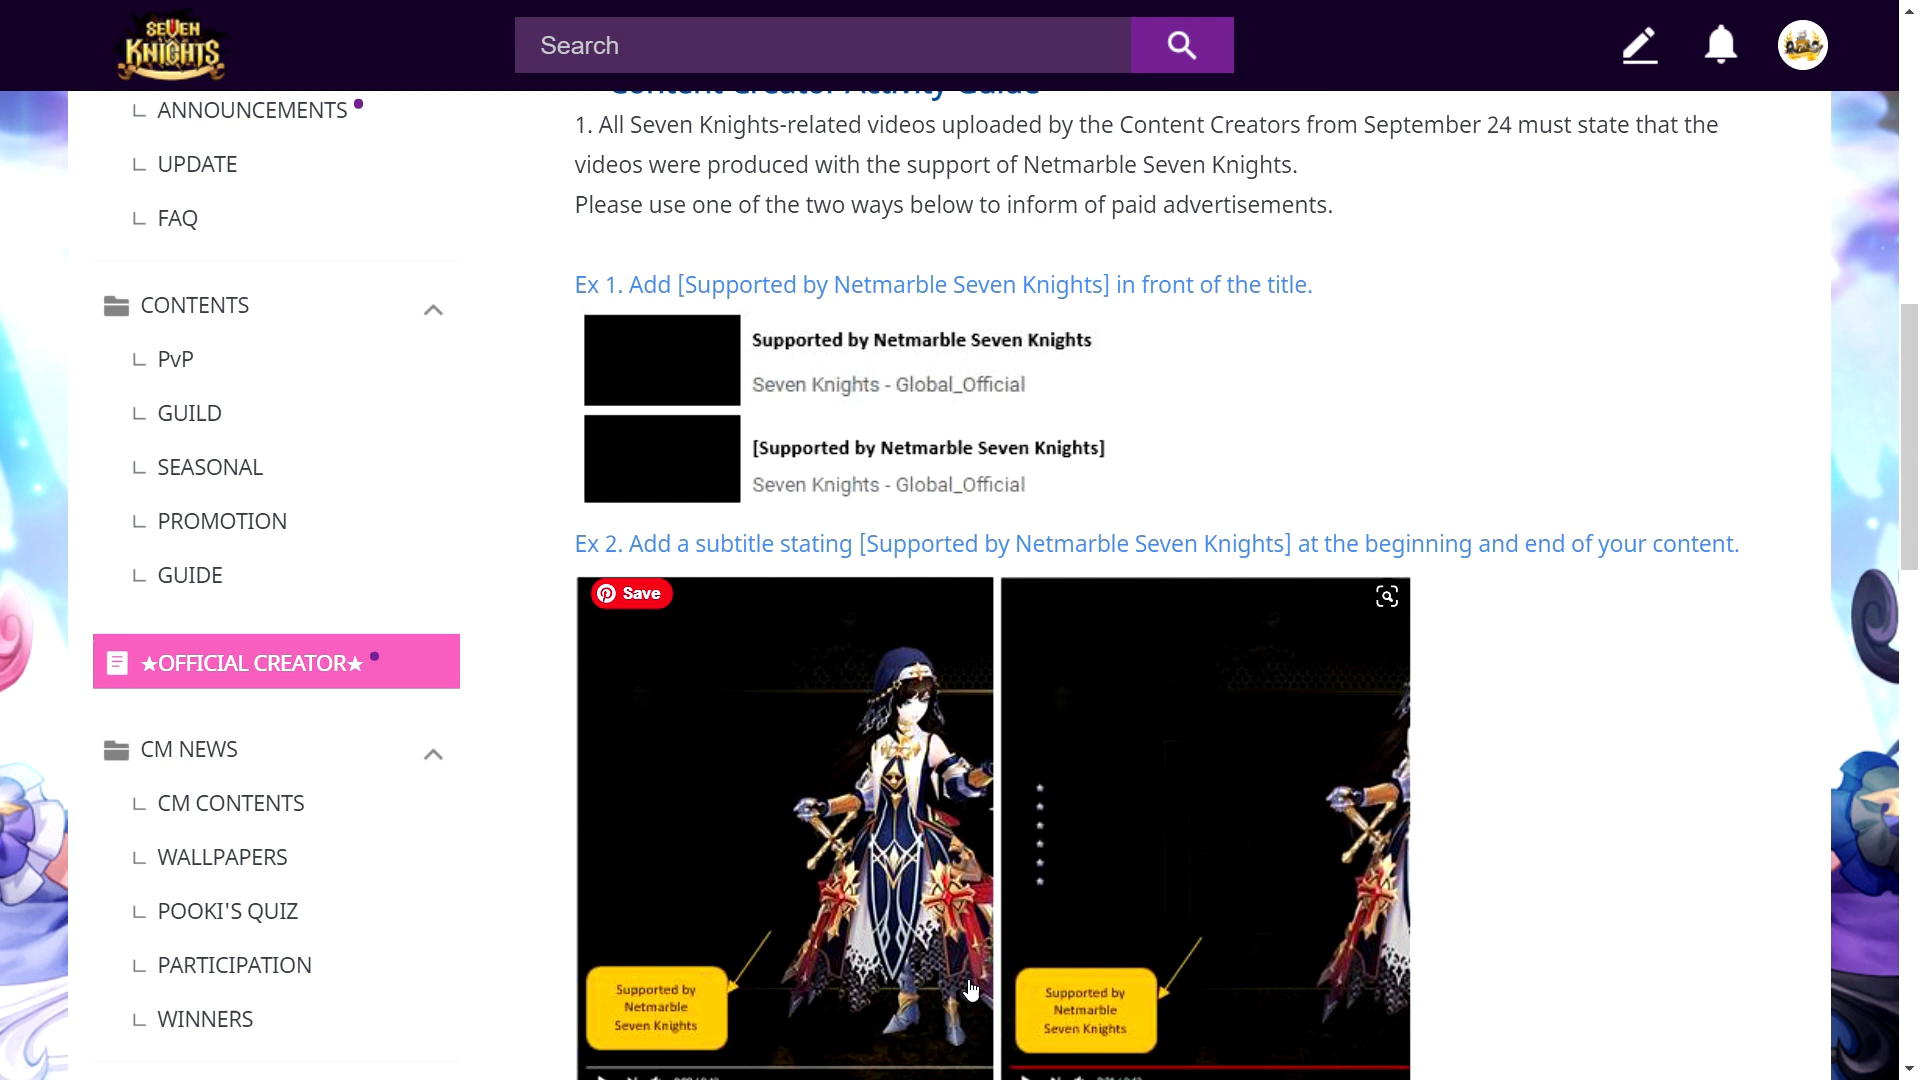 SEVEN
KNIGHTS
Search
Content Creator Activity Guide
ANNOUNCEMENTS
UPDATE
FAQ
CONTENTS
PvP
GUILD
SEASONAL
PROMOTION
GUIDE
★OFFICIAL CREATOR★
CM NEWS
CM CONTENTS
WALLPAPERS
POOKI'S QUIZ
PARTICIPATION
WINNERS
1. All Seven Knights-related videos uploaded by the Content Creators from September 24 must state that the
videos were produced with the support of Netmarble Seven Knights.
Please use one of the two ways below to inform of paid advertisements.
Ex 1. Add [Supported by Netmarble Seven Knights] in front of the title.
Supported by Netmarble Seven Knights
Seven Knights - Global_Official
[Supported by Netmarble Seven Knights]
Seven Knights - Global_Official
Ex 2. Add a subtitle stating [Supported by Netmarble Seven Knights] at the beginning and end of your content.
Save
Supported by
Netmarble
Seven Knights
Supported by
Netmarble
Seven Knights